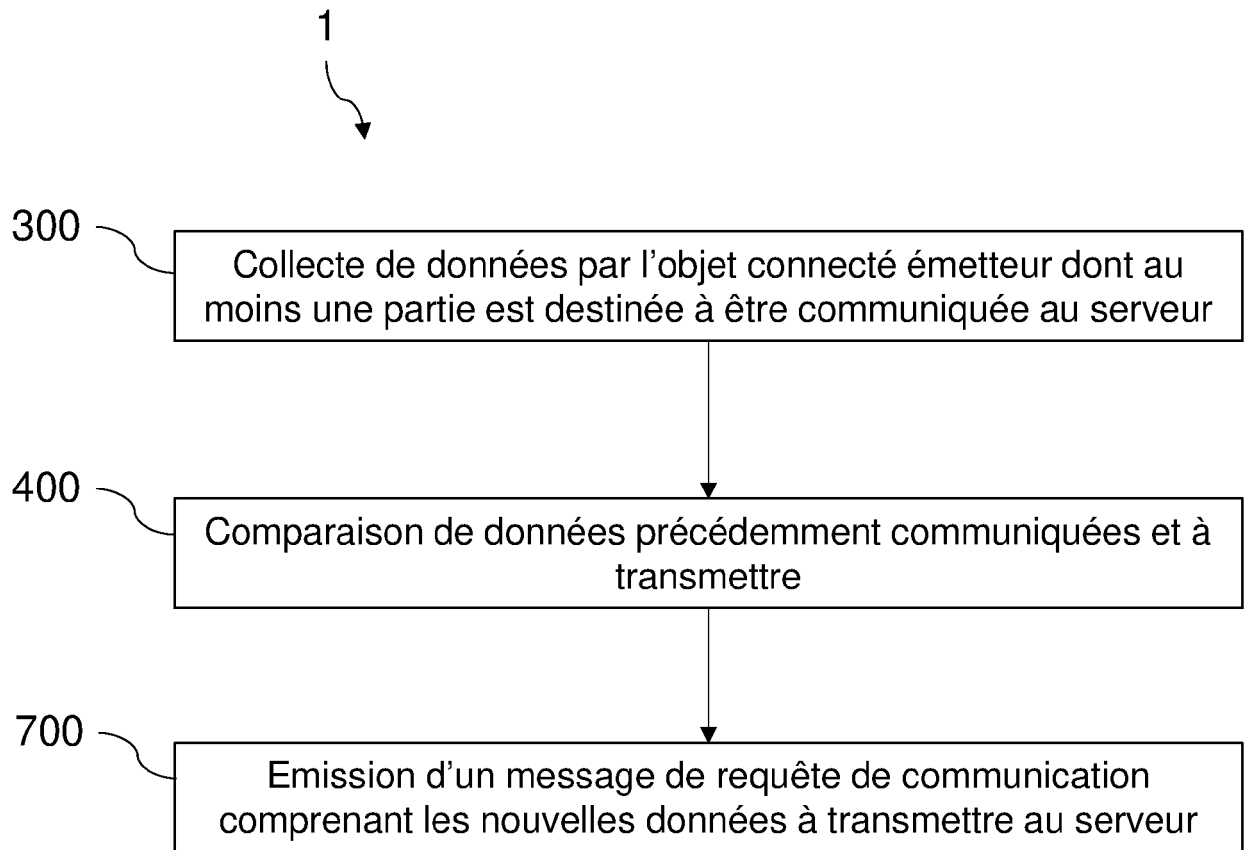 1
300
Collecte de données par l'objet connecté émetteur dont au
moins une partie est destinée à être communiquée au serveur
400
Comparaison de données précédemment communiquées et à
transmettre
700
Emission d'un message de requête de communication
comprenant les nouvelles données à transmettre au serveur